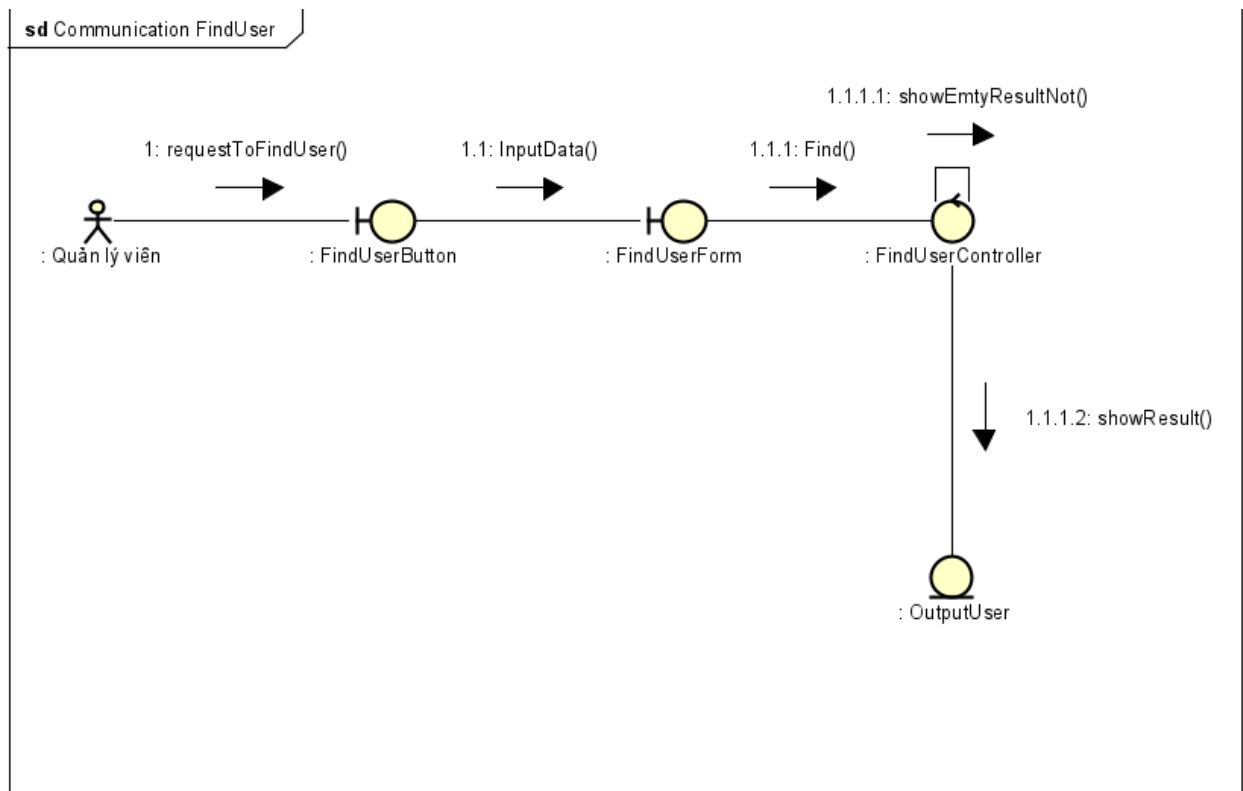 sd Communication FindUser
1.1.1.1: showEmtyResultNot()
1: requestToFindUser()
1.1: InputData()
1.1.1: Find()
: Quản lý viên
: FindUserButton
: FindUserForm
: FindUserController
1.1.1.2: showResult()
: OutputUser